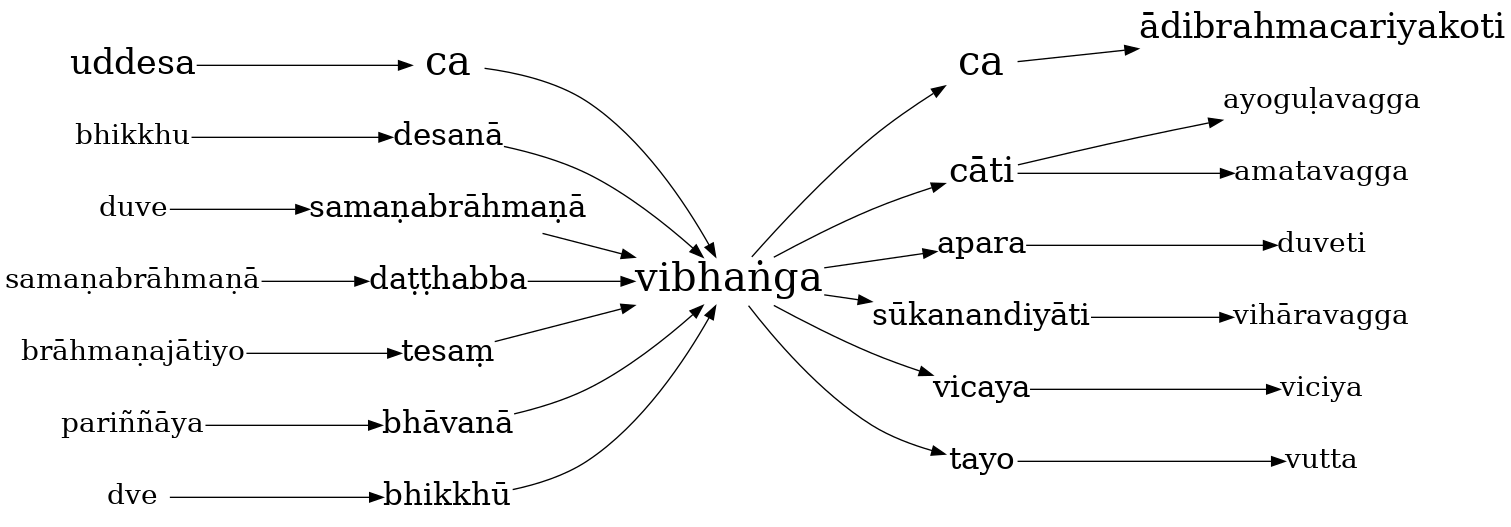 uddesa ca ca ādibrahmacariyakoti
ayoguḷavagga
bhikkhu desanā
cāti amatavagga
duve samaṇabrāhmaṇā
apara duveti
samaṇabrāhmaṇā daṭṭhabba vibhaṅga
sūkanandiyāti vihāravagga
brāhmaṇajātiyo tesaṃ
vicaya viciya
pariññāya bhāvanā
tayo vutta
dve bhikkhū